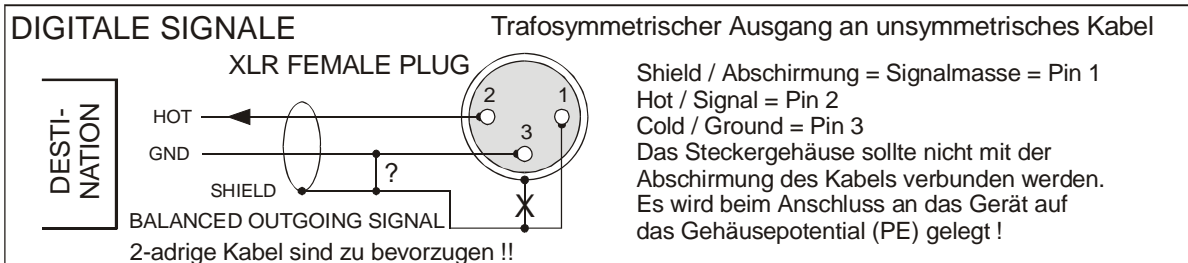 DIGITALE SIGNALE
Trafosymmetrischer Ausgang an unsymmetrisches Kabel
XLR FEMALE PLUG
DESTI-
NATION
HOT
GND
SHIELD
?
2
1
3
X
BALANCED OUTGOING SIGNAL
2-adrige Kabel sind zu bevorzugen !!
Shield / Abschirmung = Signalmasse = Pin 1
Hot / Signal = Pin 2
Cold / Ground = Pin 3
Das Steckergehäuse sollte nicht mit der
Abschirmung des Kabels verbunden werden.
Es wird beim Anschluss an das Gerät auf
das Gehäusepotential (PE) gelegt !